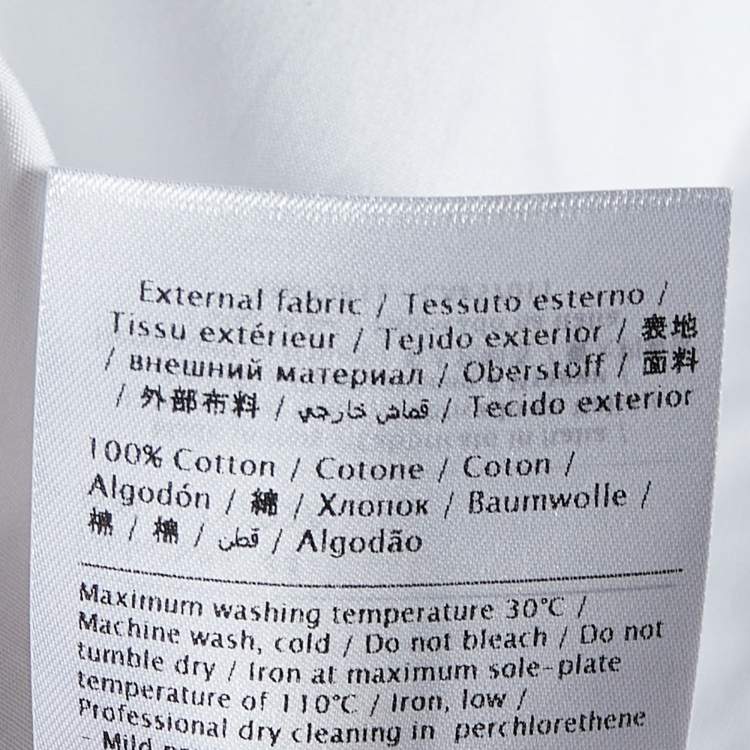 External fabric / Tessuto esterno /
Tissu extérieur / Tejido exterior / 表地
/ внешний материал / Oberstoff / 面料
/ 外部布料 / قماش خارجي / Tecido exterior
100% Cotton / Cotone / Coton /
Algodón / 綿 / Хлопок / Baumwolle /
棉 / 棉 / قطن / Algodão
Maximum washing temperature 30°C /
Machine wash, cold / Do not bleach / Do not
tumble dry / Iron at maximum sole-plate
temperature of 110°C / Iron, low /
Professional dry cleaning in perchlorethene
- Mild